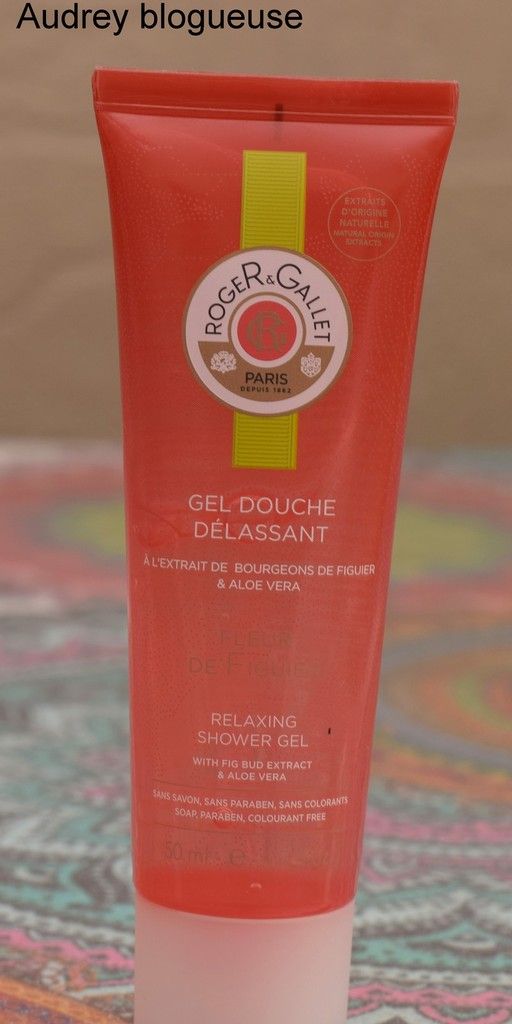 Audrey blogueuse
EXTRAITS
D'ORIGINE
NATURELLE
NATURAL ORIGIN
EXTRACTS
ROGER & GALLET
PARIS
DEPUIS 1862
GEL DOUCHE
DÉLASSANT
À L'EXTRAIT DE BOURGEONS DE FIGUIER
& ALOE VERA
FLEUR
DE FIGUIER
RELAXING
SHOWER GEL
WITH FIG BUD EXTRACT
& ALOE VERA
SANS SAVON, SANS PARABEN, SANS COLORANTS
SOAP, PARABEN, COLOURANT FREE
50 ml e